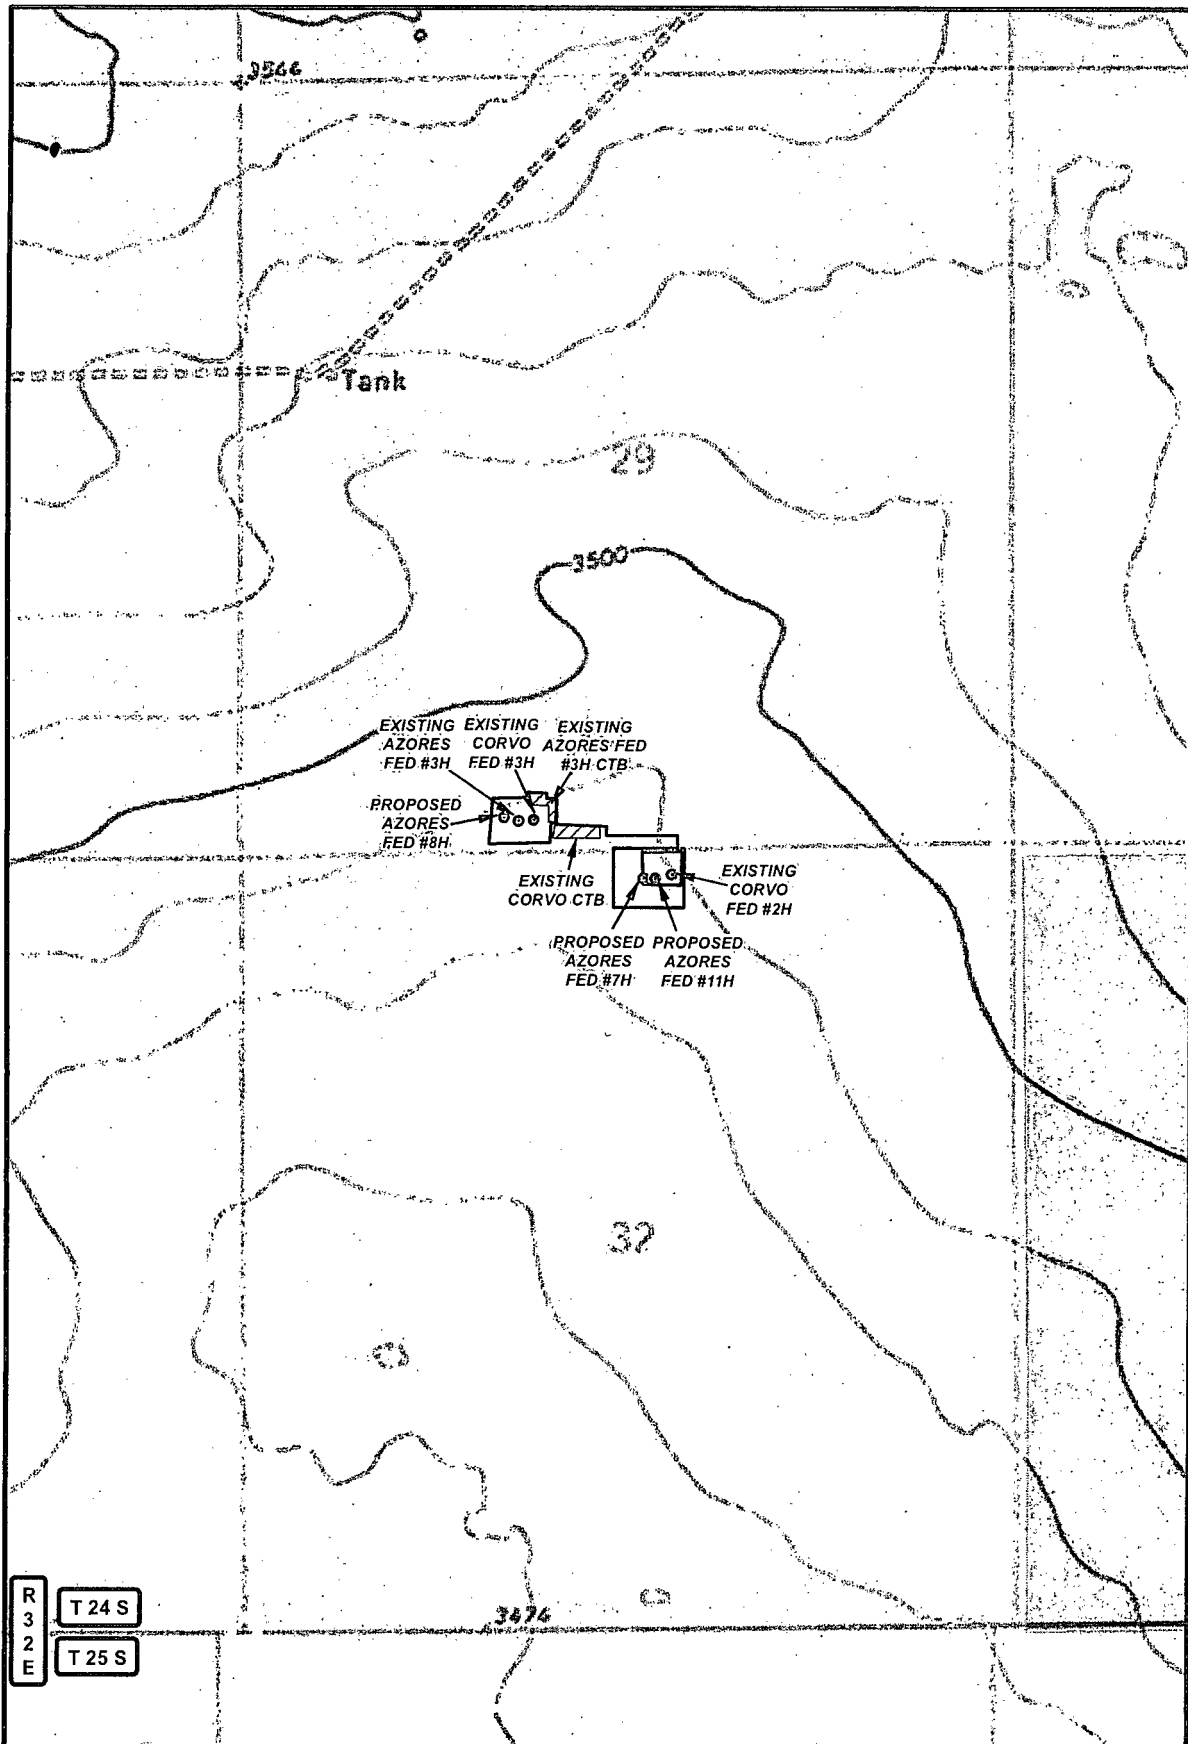 3566
Tank
29
3500
EXISTING
AZORES
FED #3H
EXISTING
CORVO
FED #3H
EXISTING
AZORES FED
#3H CTB
PROPOSED
AZORES
FED #8H
EXISTING
CORVO CTB
EXISTING
CORVO
FED #2H
PROPOSED
AZORES
FED #7H
PROPOSED
AZORES
FED #11H
32
3474
R
3
2
E
T 24 S
T 25 S